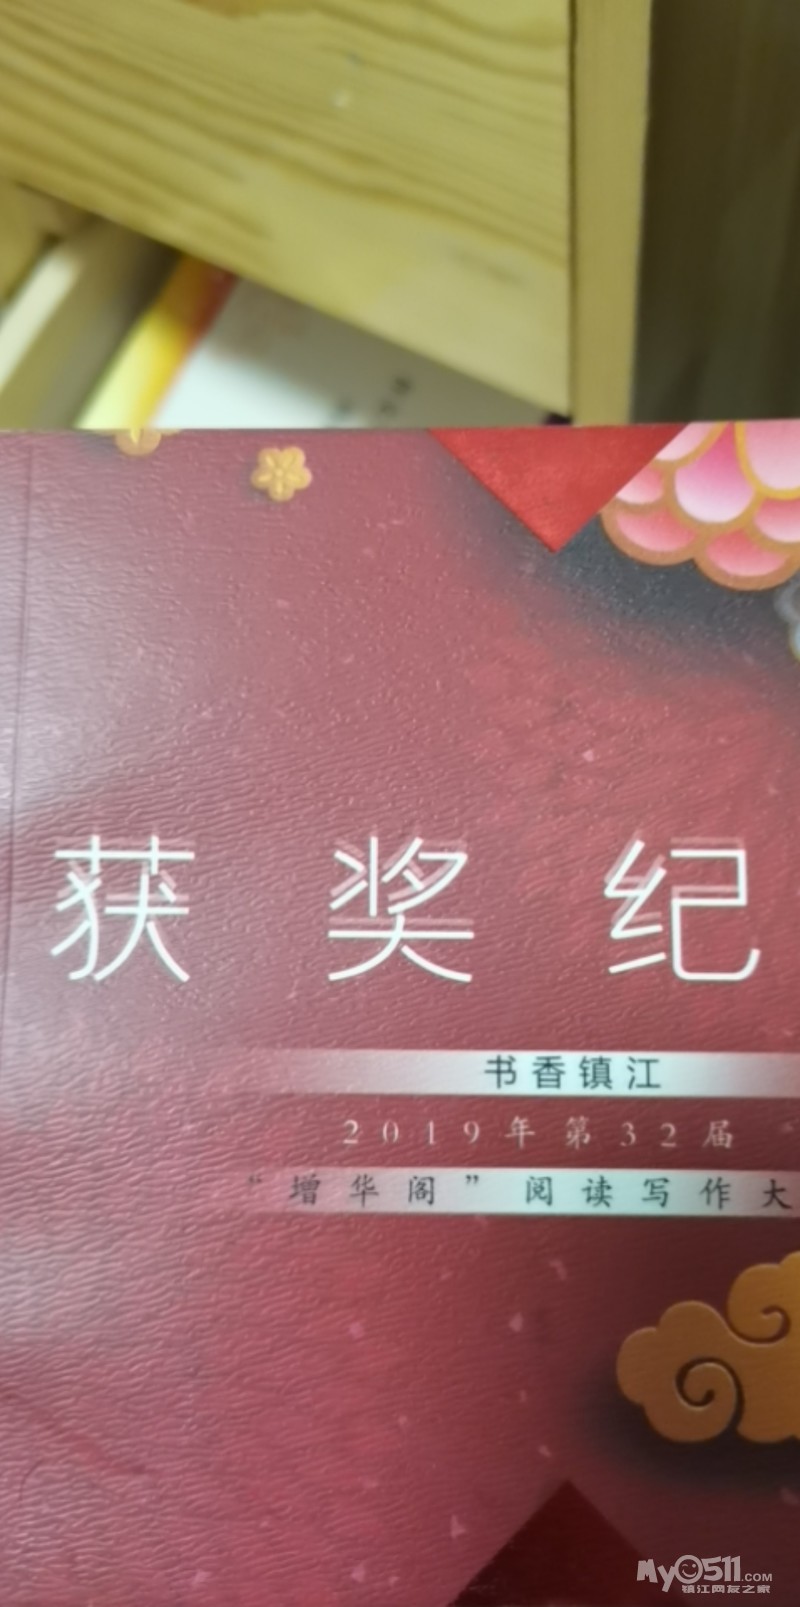 获奖纪
书香镇江
2019年第32届
“增华阁”阅读写作大
My0511.COM
镇江网友之家